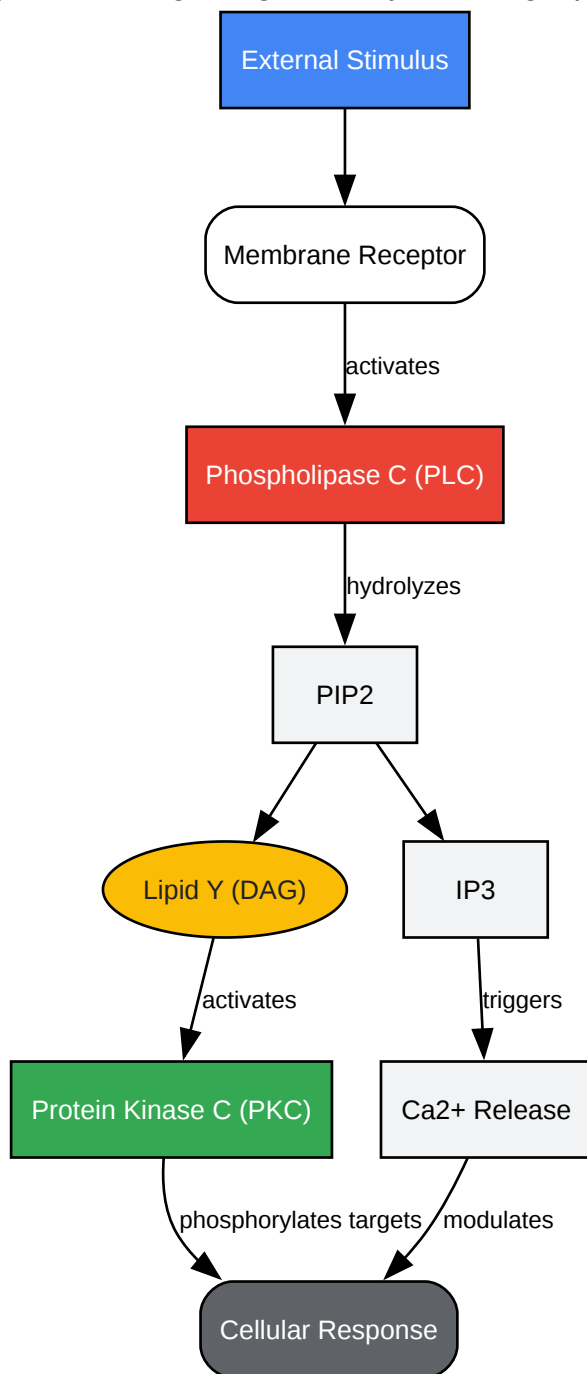 External Stimulus
Membrane Receptor
activates
Phospholipase C (PLC)
hydrolyzes
PIP2
Lipid Y (DAG)
IP3
activates
triggers
Protein Kinase C (PKC)
Ca2+ Release
phosphorylates targets
modulates
Cellular Response